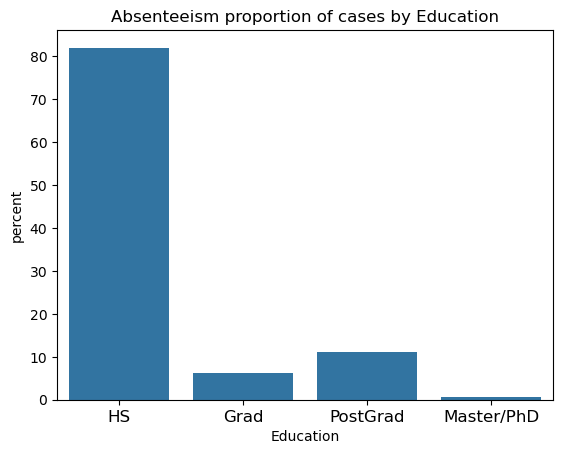 Absenteeism proportion of cases by Education
80
70
60
50
40
30
20
10
0
percent
HS Grad PostGrad Master/PhD
Education